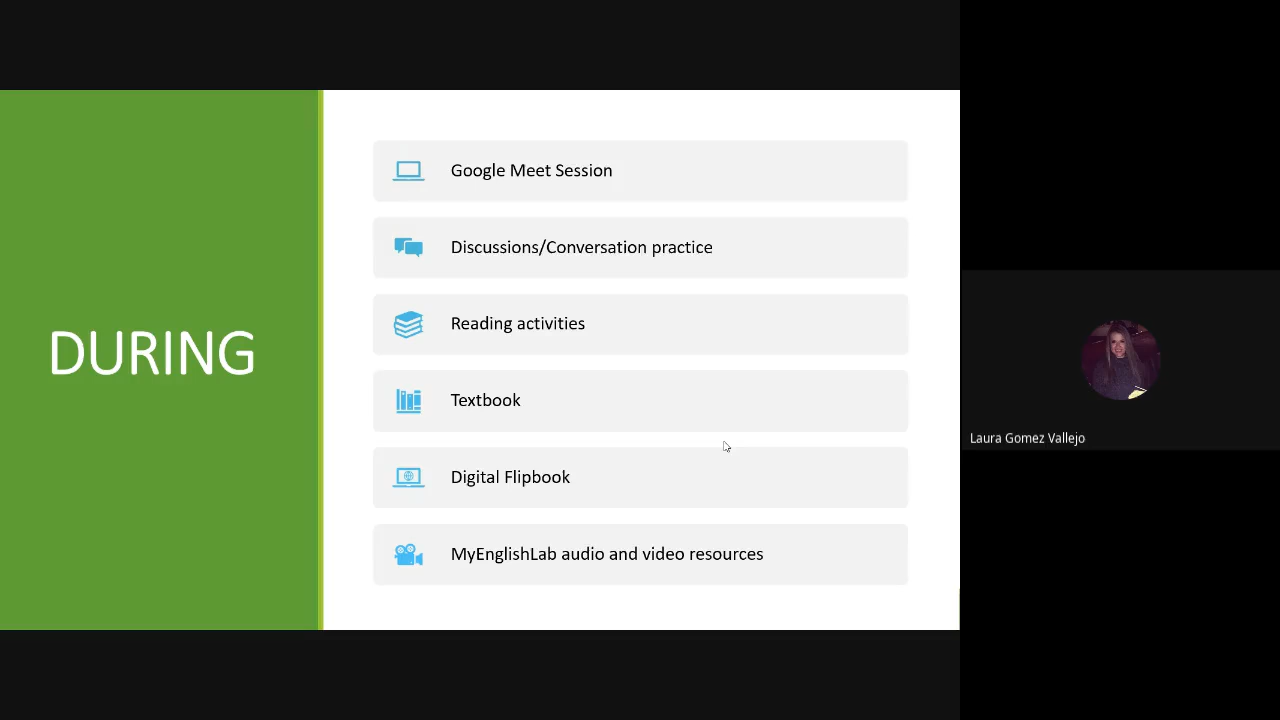 DURING
Google Meet Session
Discussions/Conversation practice
Reading activities
Textbook
Digital Flipbook
MyEnglishLab audio and video resources
Laura Gomez Vallejo